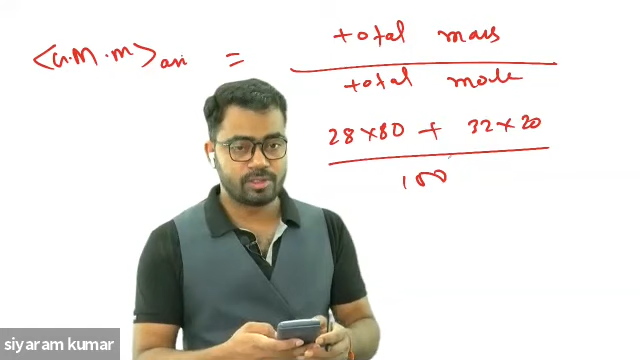 total mass
<G.M.M>air =
total mole
28×80 + 32×20
100
siyaram kumar